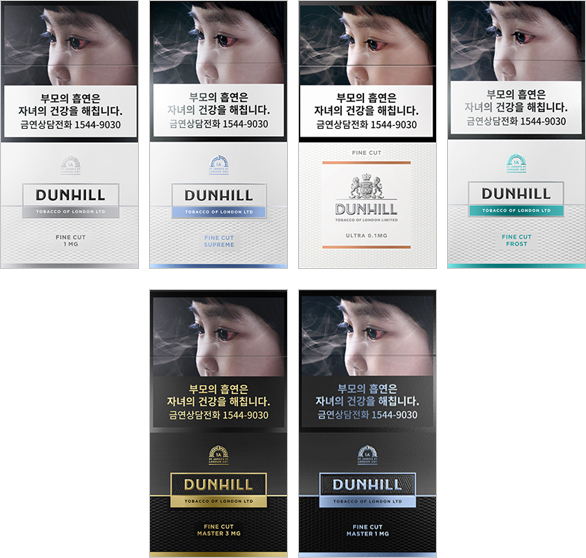 부모의 흡연은
자녀의 건강을 해칩니다.
금연상담전화 1544-9030
DUNHILL
TOBACCO OF LONDON LTD
FINE CUT
1 MG
부모의 흡연은
자녀의 건강을 해칩니다.
금연상담전화 1544-9030
DUNHILL
TOBACCO OF LONDON LTD
FINE CUT
SUPREME
부모의 흡연은
자녀의 건강을 해칩니다.
금연상담전화 1544-9030
FINE CUT
DUNHILL
TOBACCO OF LONDON LIMITED
ULTRA 0.1MG
부모의 흡연은
자녀의 건강을 해칩니다.
금연상담전화 1544-9030
DUNHILL
TOBACCO OF LONDON LTD
FINE CUT
FROST
부모의 흡연은
자녀의 건강을 해칩니다.
금연상담전화 1544-9030
1A
DUNHILL
TOBACCO OF LONDON LTD
FINE CUT
MASTER 3 MG
부모의 흡연은
자녀의 건강을 해칩니다.
금연상담전화 1544-9030
1A
DUNHILL
TOBACCO OF LONDON LTD
FINE CUT
MASTER 1 MG